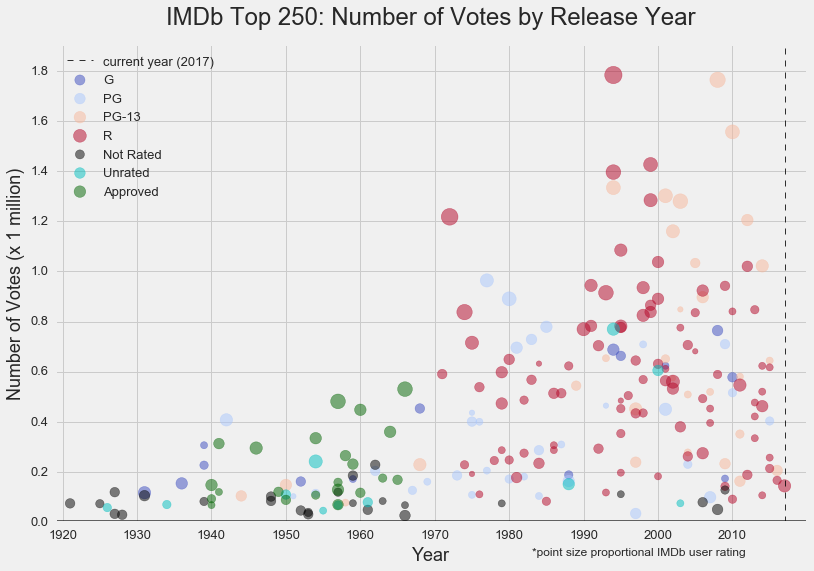 IMDb Top 250: Number of Votes by Release Year
current year (2017)
G
PG
PG-13
R
Not Rated
Unrated
Approved
Number of Votes (x 1 million)
1.8
1.6
1.4
1.2
1.0
0.8
0.6
0.4
0.2
0.0
1920 1930 1940 1950 1960 1970 1980 1990 2000 2010
Year
*point size proportional IMDb user rating